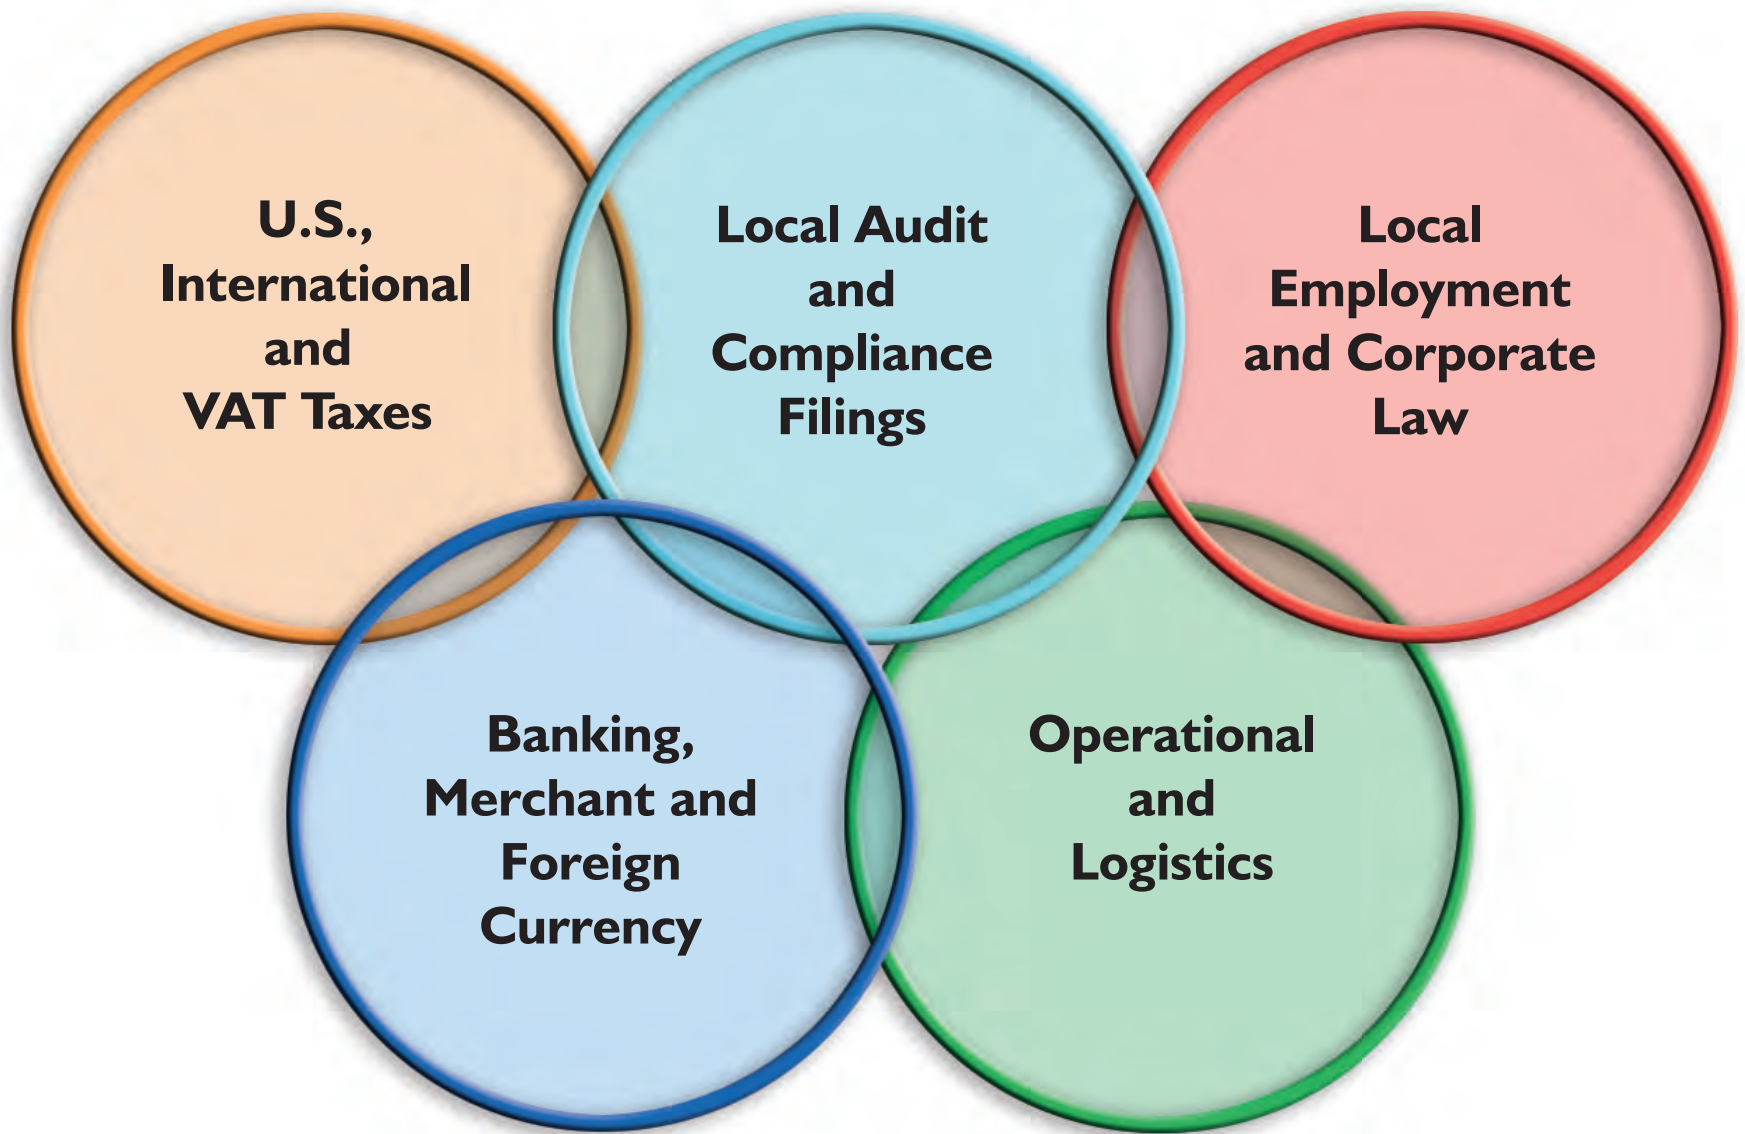 U.S.,
International
and
VAT Taxes
Local Audit
and
Compliance
Filings
Local
Employment
and Corporate
Law
Banking,
Merchant and
Foreign
Currency
Operational
and
Logistics